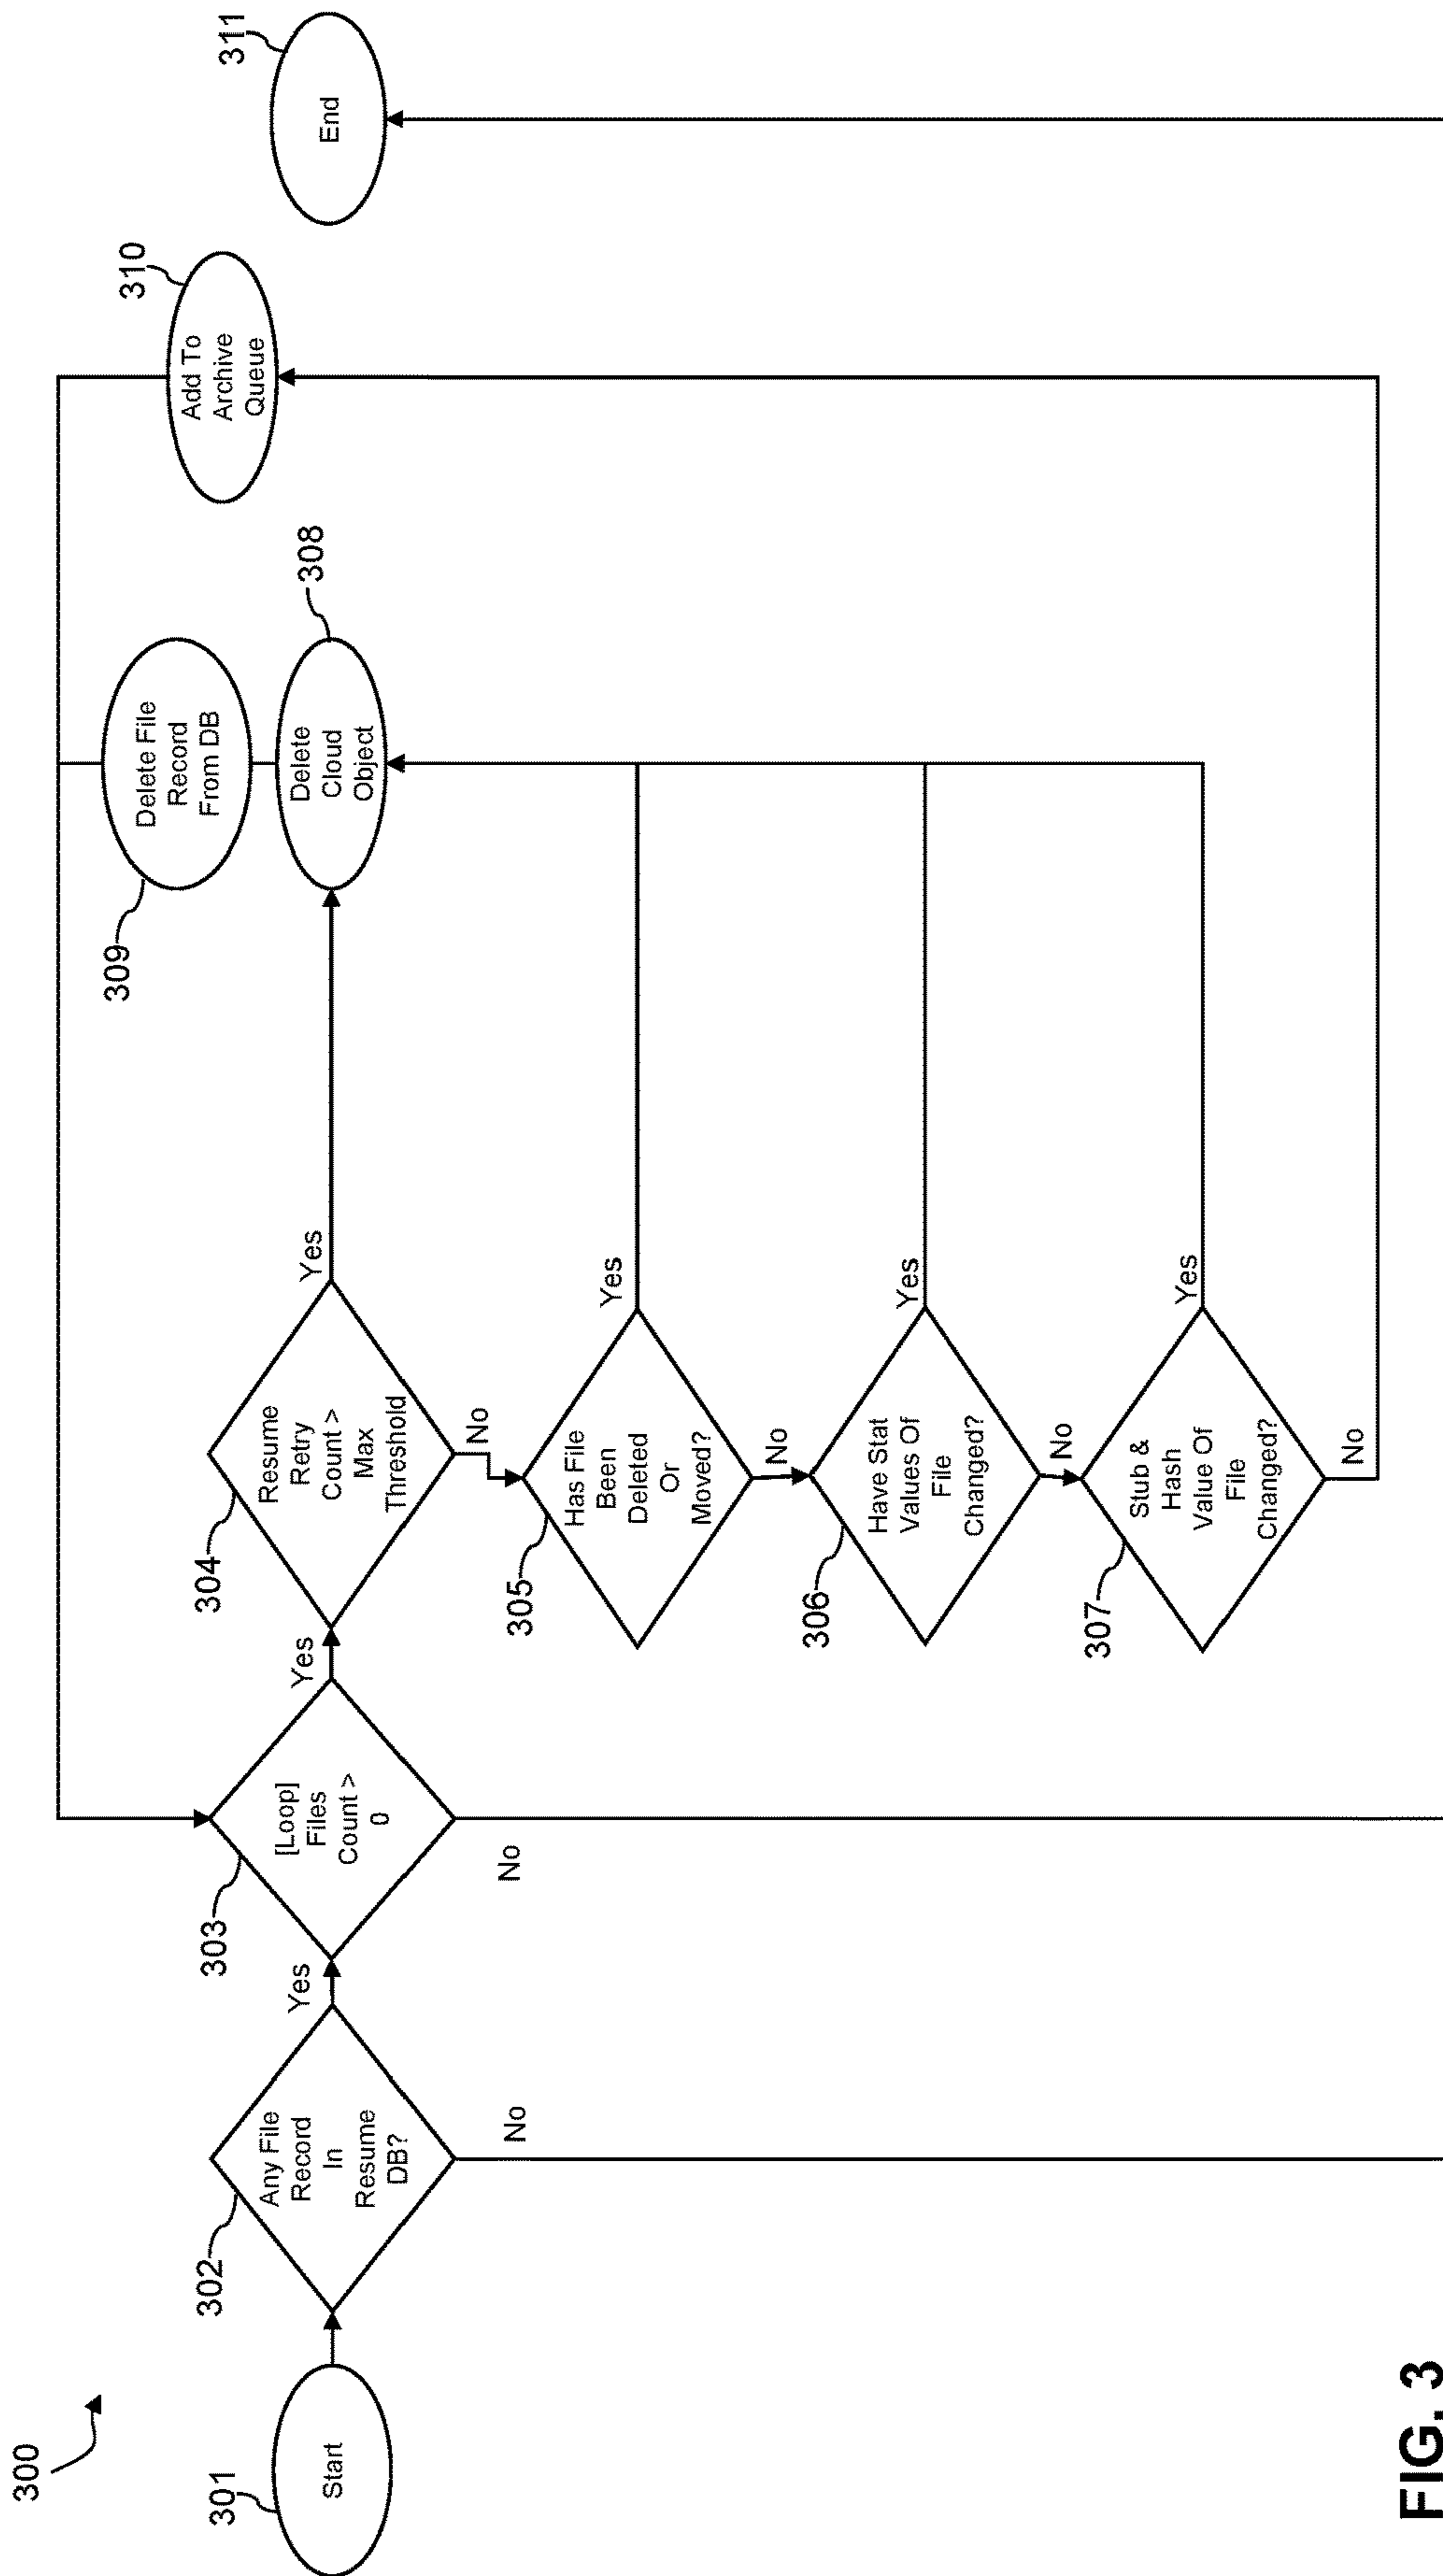 300
301
Start
302
Any File
Record
In
Resume
DB?
Yes
No
303
[Loop]
Files
Count >
0
Yes
No
304
Resume
Retry
Count >
Max
Threshold
Yes
No
305
Has File
Been
Deleted
Or
Moved?
Yes
No
306
Have Stat
Values Of
File
Changed?
Yes
No
307
Stub &
Hash
Value Of
File
Changed?
Yes
No
308
Delete
Cloud
Object
309
Delete File
Record
From DB
310
Add To
Archive
Queue
311
End
FIG. 3